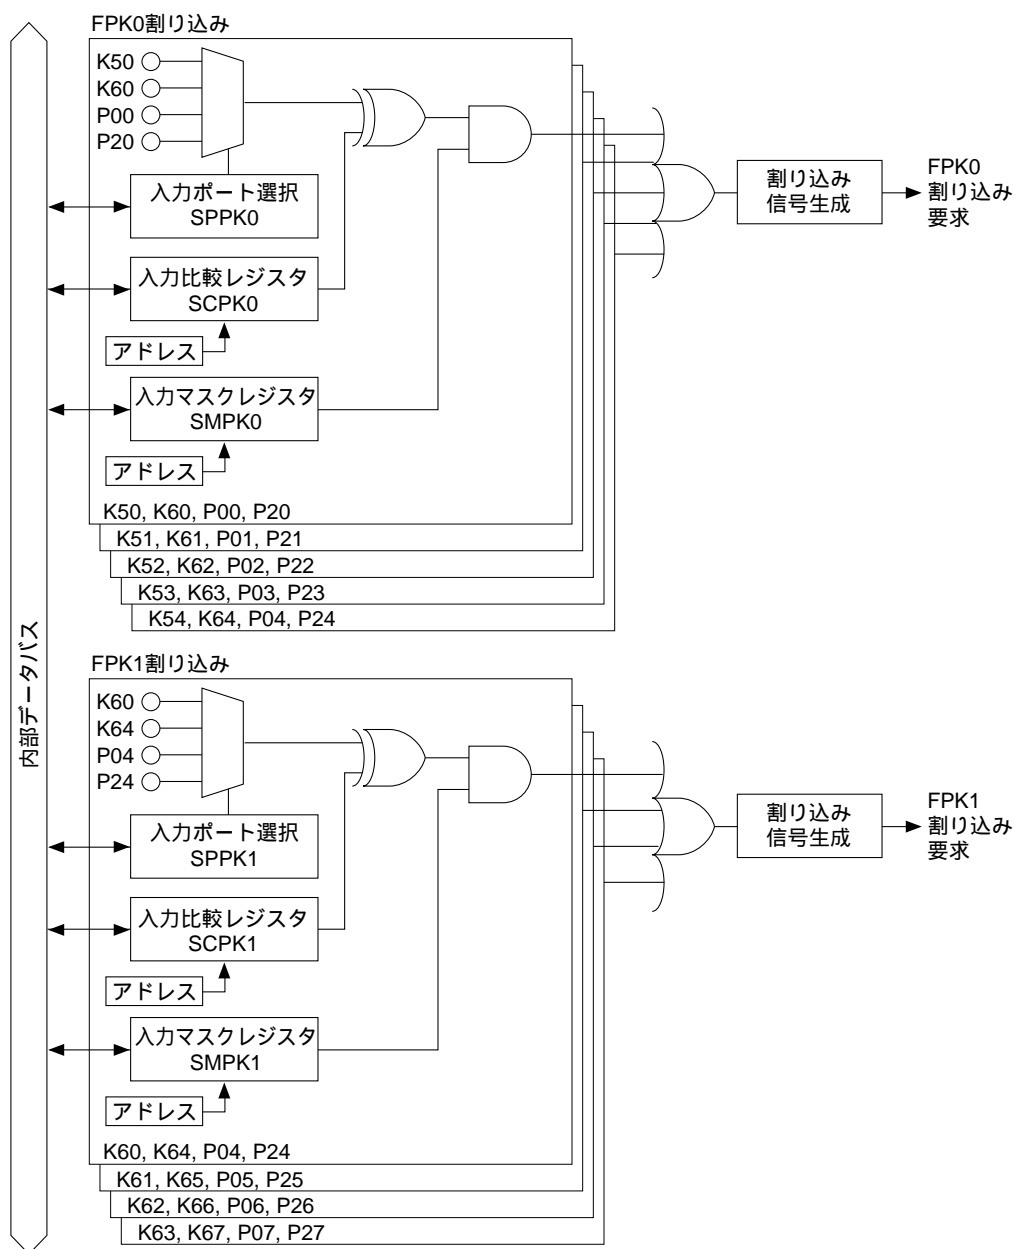 FPK0割り込み
K50
K60
P00
P20
入力ポート選択
SPPK0
入力比較レジスタ
SCPK0
アドレス
入力マスクレジスタ
SMPK0
アドレス
割り込み
信号生成
FPK0
割り込み
要求
K50, K60, P00, P20
K51, K61, P01, P21
K52, K62, P02, P22
K53, K63, P03, P23
K54, K64, P04, P24
内部データバス
FPK1割り込み
K60
K64
P04
P24
入力ポート選択
SPPK1
入力比較レジスタ
SCPK1
アドレス
入力マスクレジスタ
SMPK1
アドレス
割り込み
信号生成
FPK1
割り込み
要求
K60, K64, P04, P24
K61, K65, P05, P25
K62, K66, P06, P26
K63, K67, P07, P27